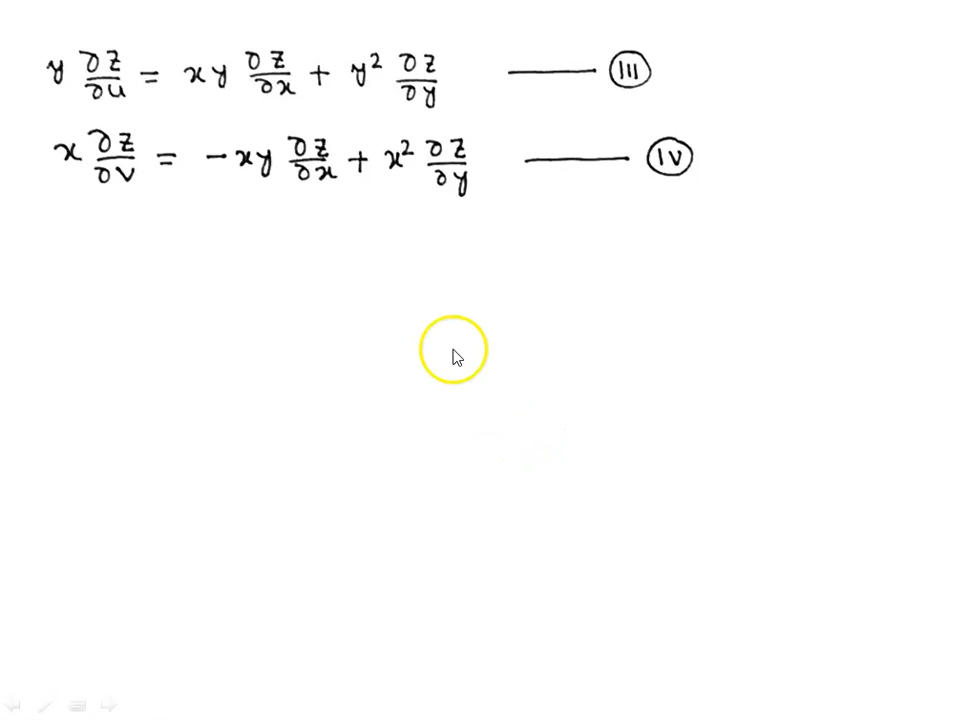 y ∂z/∂u = xy ∂z/∂x + y² ∂z/∂y —— III
x ∂z/∂v = -xy ∂z/∂x + x² ∂z/∂y —— IV